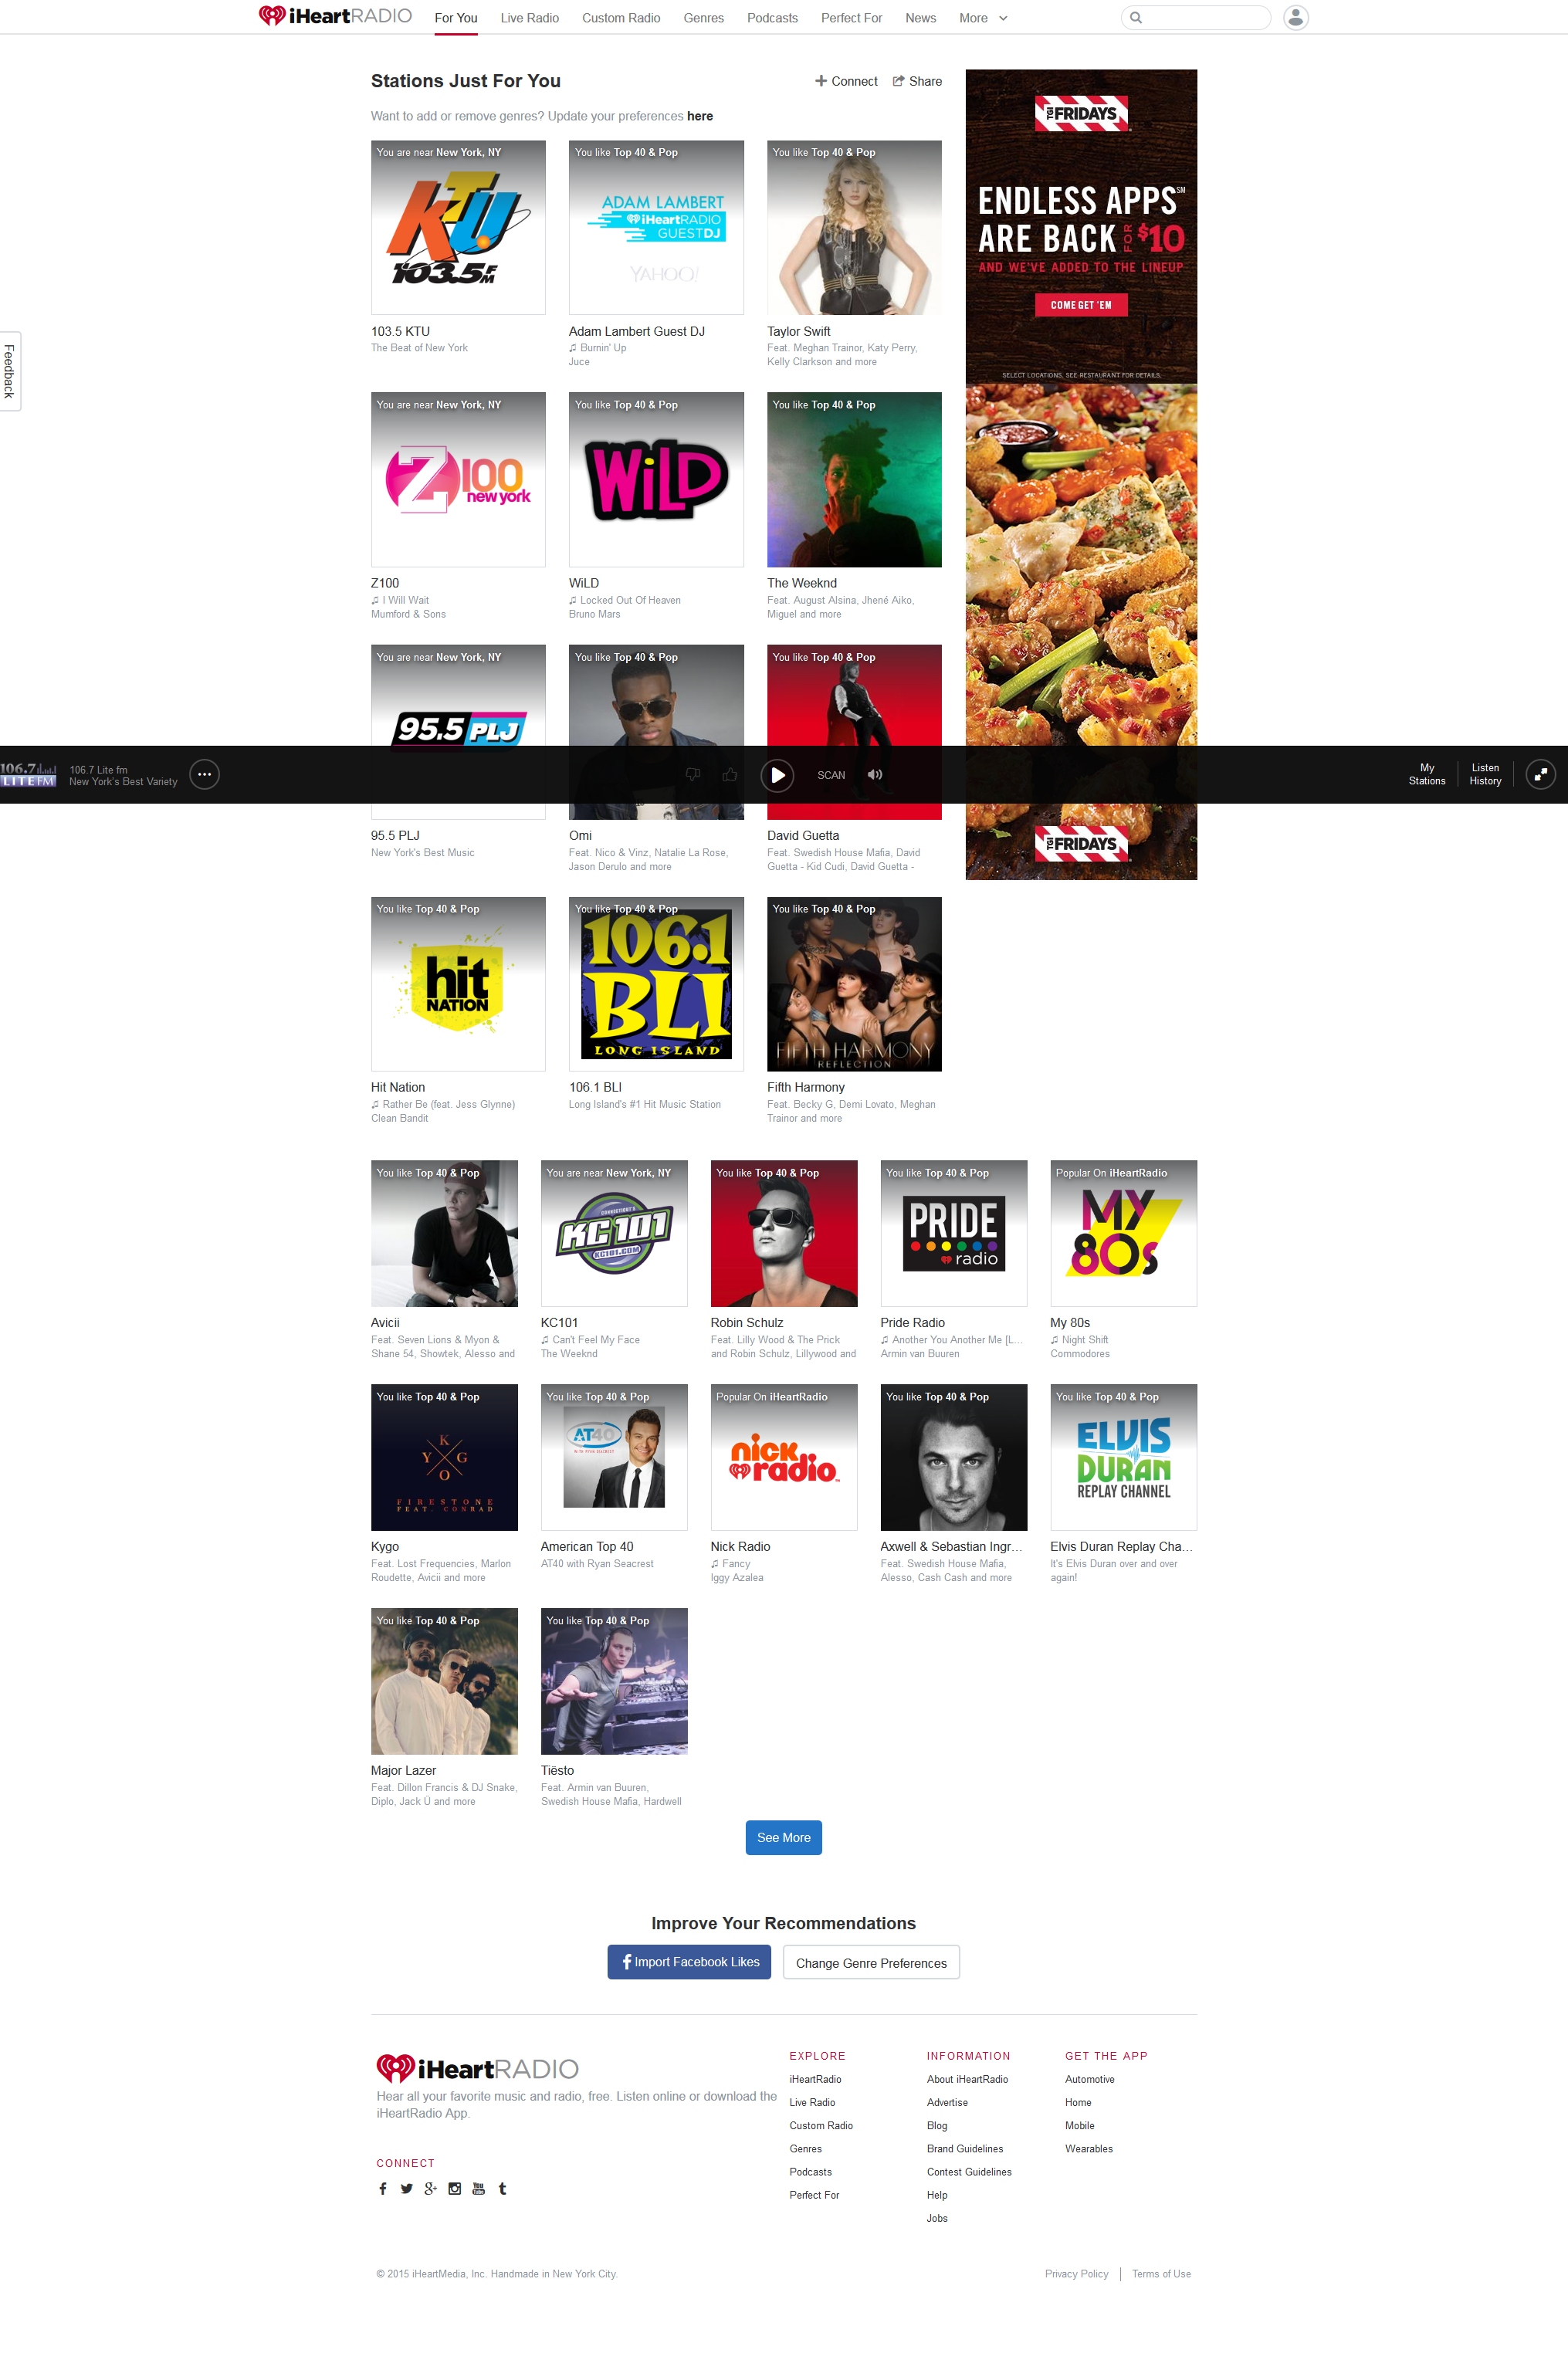 iHeartRADIO
For You
Live Radio
Custom Radio
Genres
Podcasts
Perfect For
News
More
Stations Just For You
Connect
Share
Want to add or remove genres? Update your preferences here
Feedback
You are near New York, NY
KTU
103.5 FM
103.5 KTU
The Beat of New York
You like Top 40 & Pop
ADAM LAMBERT
iHeartRADIO
GUEST DJ
YAHOO!
Adam Lambert Guest DJ
♫ Burnin' Up
Juce
You like Top 40 & Pop
Taylor Swift
Feat. Meghan Trainor, Katy Perry,
Kelly Clarkson and more
TGI FRIDAYS
ENDLESS APPS℠
ARE BACK FOR $10
AND WE'VE ADDED TO THE LINEUP
COME GET 'EM
SELECT LOCATIONS. SEE RESTAURANT FOR DETAILS.
TGI FRIDAYS
You are near New York, NY
Z100
new york
Z100
♫ I Will Wait
Mumford & Sons
You like Top 40 & Pop
WiLD
WiLD
♫ Locked Out Of Heaven
Bruno Mars
You like Top 40 & Pop
The Weeknd
Feat. August Alsina, Jhené Aiko,
Miguel and more
You are near New York, NY
95.5 PLJ
95.5 PLJ
New York's Best Music
You like Top 40 & Pop
Omi
Feat. Nico & Vinz, Natalie La Rose,
Jason Derulo and more
You like Top 40 & Pop
David Guetta
Feat. Swedish House Mafia, David
Guetta - Kid Cudi, David Guetta -
106.7
LITE FM
106.7 Lite fm
New York's Best Variety
SCAN
My
Stations
Listen
History
You like Top 40 & Pop
hit
NATION
Hit Nation
♫ Rather Be (feat. Jess Glynne)
Clean Bandit
You like Top 40 & Pop
106.1
BLI
LONG ISLAND
106.1 BLI
Long Island's #1 Hit Music Station
You like Top 40 & Pop
FIFTH HARMONY
REFLECTION
Fifth Harmony
Feat. Becky G, Demi Lovato, Meghan
Trainor and more
You like Top 40 & Pop
Avicii
Feat. Seven Lions & Myon &
Shane 54, Showtek, Alesso and
You are near New York, NY
CONNECTICUT'S
KC101
KC101.COM
KC101
♫ Can't Feel My Face
The Weeknd
You like Top 40 & Pop
Robin Schulz
Feat. Lilly Wood & The Prick
and Robin Schulz, Lillywood and
You like Top 40 & Pop
PRIDE
radio
Pride Radio
♫ Another You Another Me [L...
Armin van Buuren
Popular On iHeartRadio
MY
80s
My 80s
♫ Night Shift
Commodores
You like Top 40 & Pop
KYGO
FIRESTONE
FEAT. CONRAD
Kygo
Feat. Lost Frequencies, Marlon
Roudette, Avicii and more
You like Top 40 & Pop
AT40
WITH RYAN SEACREST
American Top 40
AT40 with Ryan Seacrest
Popular On iHeartRadio
nick
radio™
Nick Radio
♫ Fancy
Iggy Azalea
You like Top 40 & Pop
Axwell & Sebastian Ingr...
Feat. Swedish House Mafia,
Alesso, Cash Cash and more
You like Top 40 & Pop
ELVIS
DURAN
REPLAY CHANNEL
Elvis Duran Replay Cha...
It's Elvis Duran over and over
again!
You like Top 40 & Pop
Major Lazer
Feat. Dillon Francis & DJ Snake,
Diplo, Jack Ü and more
You like Top 40 & Pop
Tiësto
Feat. Armin van Buuren,
Swedish House Mafia, Hardwell
See More
Improve Your Recommendations
Import Facebook Likes
Change Genre Preferences
iHeartRADIO
Hear all your favorite music and radio, free. Listen online or download the
iHeartRadio App.
CONNECT
EXPLORE
iHeartRadio
Live Radio
Custom Radio
Genres
Podcasts
Perfect For
INFORMATION
About iHeartRadio
Advertise
Blog
Brand Guidelines
Contest Guidelines
Help
Jobs
GET THE APP
Automotive
Home
Mobile
Wearables
© 2015 iHeartMedia, Inc. Handmade in New York City.
Privacy Policy
Terms of Use